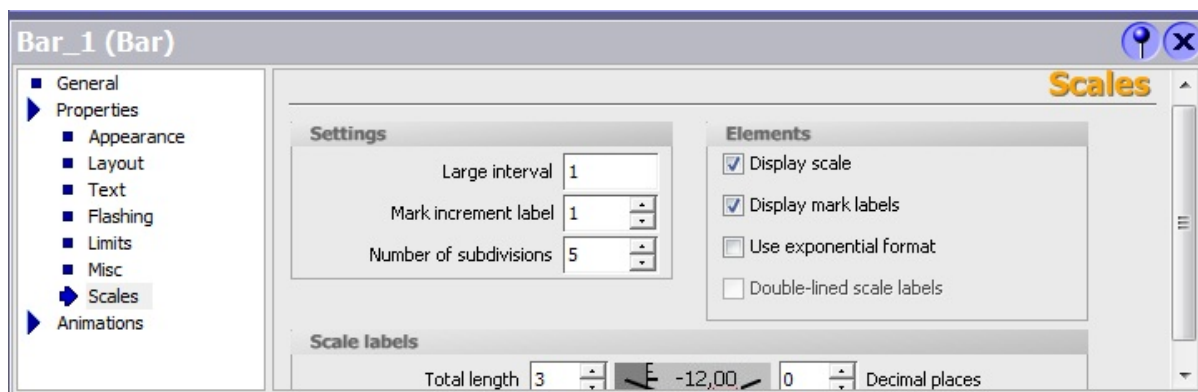 Bar_1 (Bar)
General
Properties
Appearance
Layout
Text
Flashing
Limits
Misc
Scales
Animations
Scales
Settings
Large interval 1
Mark increment label 1
Number of subdivisions 5
Elements
Display scale
Display mark labels
Use exponential format
Double-lined scale labels
Scale labels
Total length 3 -12,00 0 Decimal places